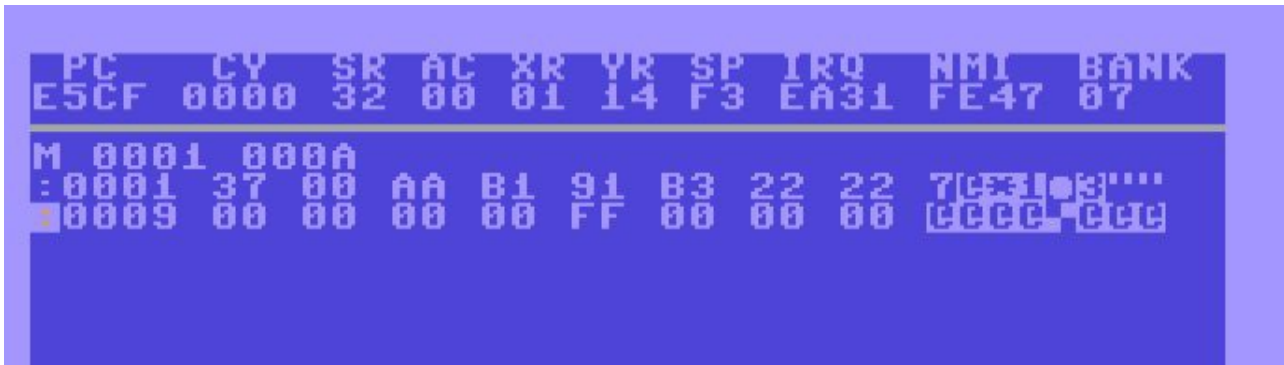 PC CY SR AC XR YR SP IRQ NMI BANK
E5CF 0000 32 00 01 14 F3 EA31 FE47 07
M 0001 000A
:0001 37 00 AA B1 91 B3 22 22 7
:0009 00 00 00 00 FF 00 00 00